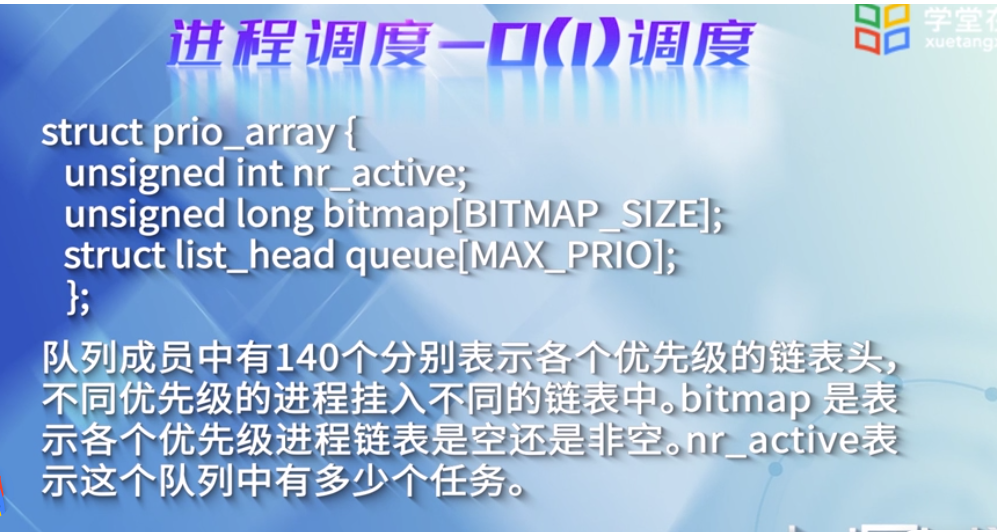 进程调度—O(1)调度
学堂在
xuetangz
struct prio_array {
unsigned int nr_active;
unsigned long bitmap[BITMAP_SIZE];
struct list_head queue[MAX_PRIO];
};
队列成员中有140个分别表示各个优先级的链表头,
不同优先级的进程挂入不同的链表中。bitmap 是表
示各个优先级进程链表是空还是非空。nr_active表
示这个队列中有多少个任务。